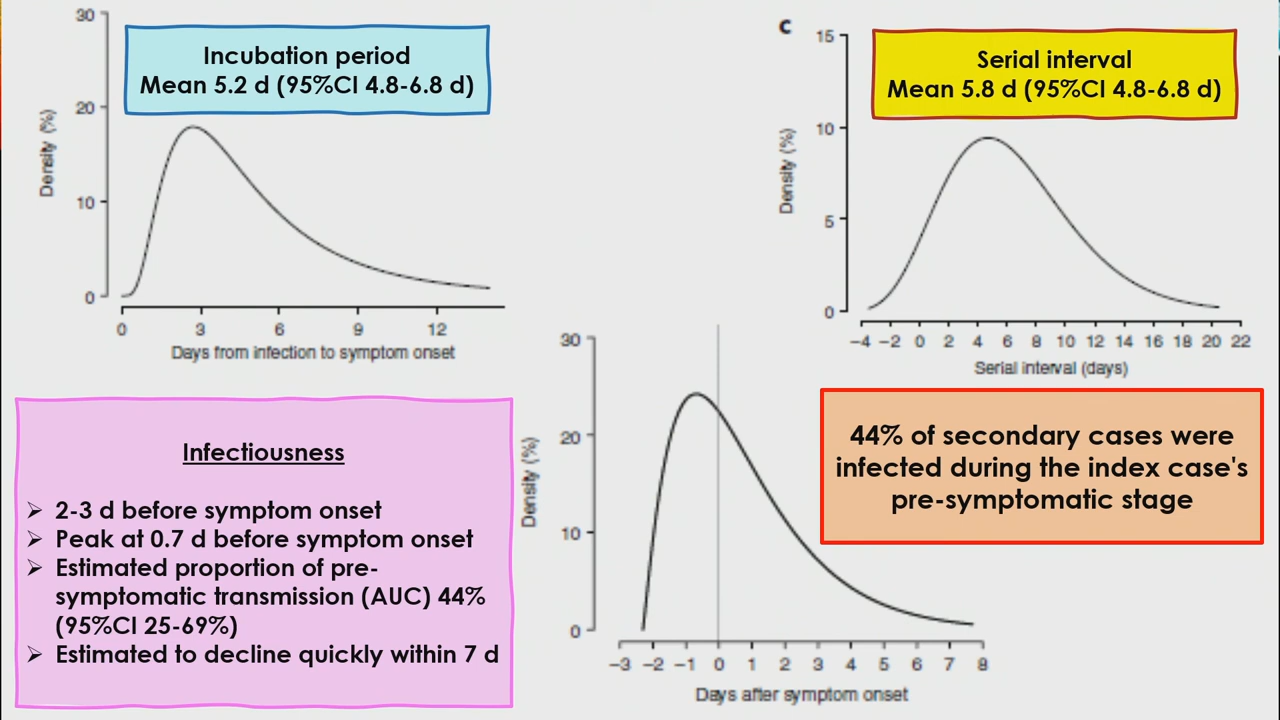 Incubation period
Mean 5.2 d (95%CI 4.8-6.8 d)
30
20
10
0
Density (%)
0 3 6 9 12
Days from infection to symptom onset
c
Serial interval
Mean 5.8 d (95%CI 4.8-6.8 d)
15
10
5
0
Density (%)
−4 −2 0 2 4 6 8 10 12 14 16 18 20 22
Serial interval (days)
Infectiousness
➢ 2-3 d before symptom onset
➢ Peak at 0.7 d before symptom onset
➢ Estimated proportion of pre-
symptomatic transmission (AUC) 44%
(95%CI 25-69%)
➢ Estimated to decline quickly within 7 d
30
20
10
0
Density (%)
−3 −2 −1 0 1 2 3 4 5 6 7 8
Days after symptom onset
44% of secondary cases were
infected during the index case's
pre-symptomatic stage